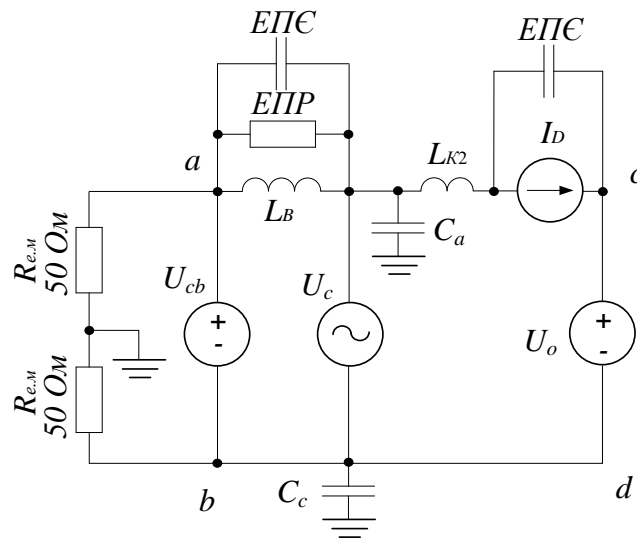 ЕПЄ
ЕПЄ
ЕПР
a
I_D
L_K2
c
L_B
C_a
R_е.м
50 Ом
U_cb
+
-
U_c
+
-
U_o
R_е.м
50 Ом
b
C_c
d